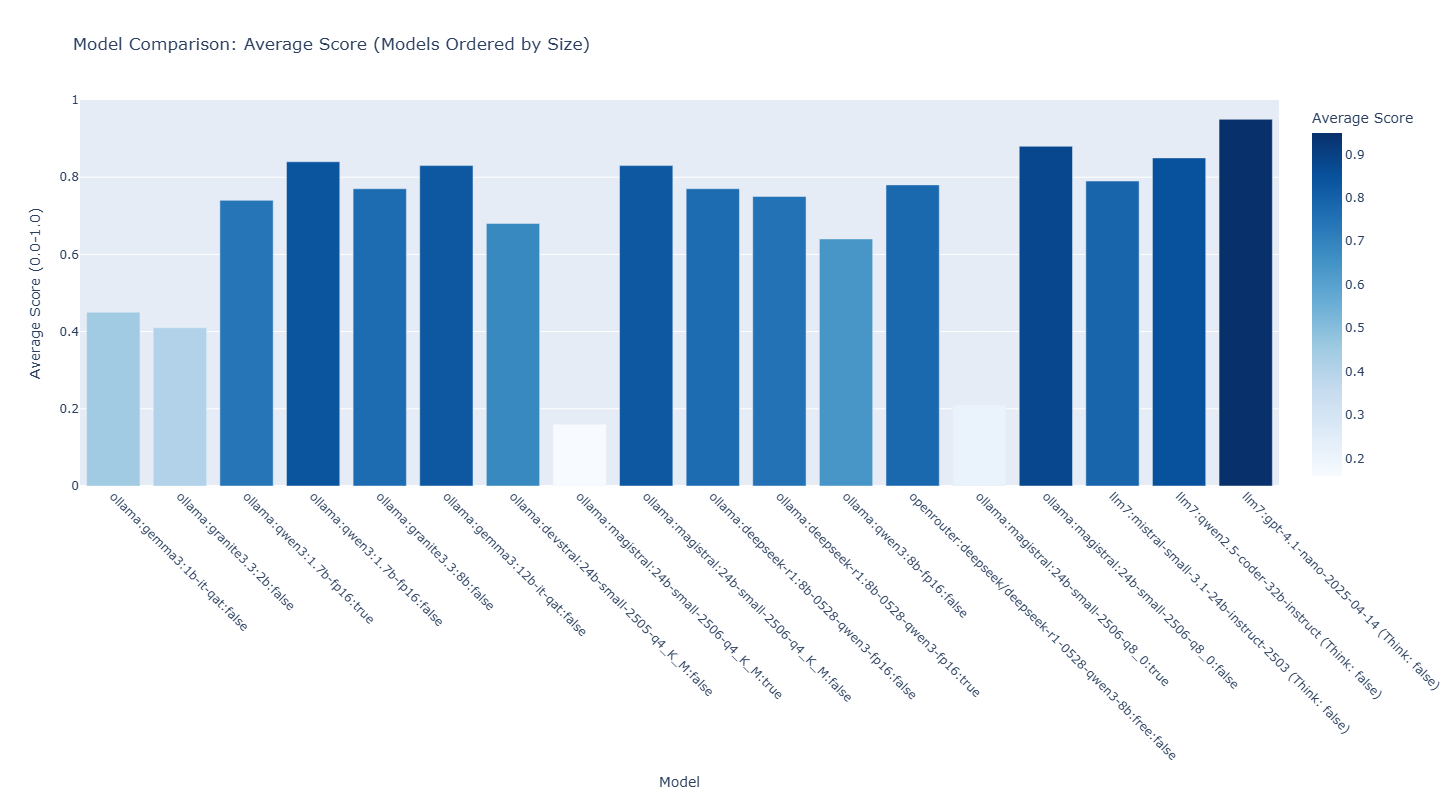 Model Comparison: Average Score (Models Ordered by Size)
Average Score (0.0–1.0)
1
0.8
0.6
0.4
0.2
0
ollama:gemma3:1b-it-qat:false
ollama:granite3.3:2b:false
ollama:qwen3:1.7b-fp16:true
ollama:qwen3:1.7b-fp16:false
ollama:granite3.3:8b:false
ollama:gemma3:12b-it-qat:false
ollama:devstral:24b-small-2505-q4_K_M:false
ollama:magistral:24b-small-2506-q4_K_M:true
ollama:magistral:24b-small-2506-q4_K_M:false
ollama:deepseek-r1:8b-0528-qwen3-fp16:false
ollama:deepseek-r1:8b-0528-qwen3-fp16:true
ollama:qwen3:8b-fp16:false
openrouter:deepseek/deepseek-r1-0528-qwen3-8b:free:false
ollama:magistral:24b-small-2506-q8_0:true
ollama:magistral:24b-small-2506-q8_0:false
llm7:mistral-small-3.1-24b-instruct-2503 (Think: false)
llm7:qwen2.5-coder-32b-instruct (Think: false)
llm7:gpt-4.1-nano-2025-04-14 (Think: false)
Model
Average Score
0.9
0.8
0.7
0.6
0.5
0.4
0.3
0.2